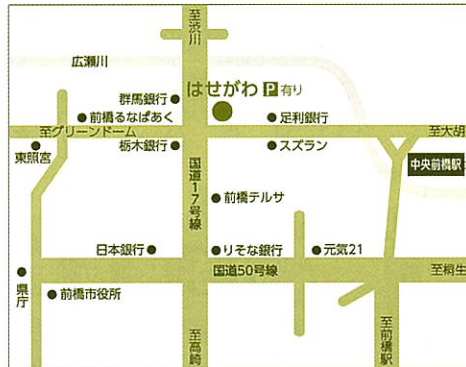 至渋川
広瀬川
はせがわ P 有り
群馬銀行
前橋るなぱあく
足利銀行
至グリーンドーム
至大胡
東照宮
栃木銀行
スズラン
中央前橋駅
国道17号線
前橋テルサ
日本銀行
りそな銀行
元気21
国道50号線
至桐生
県庁
前橋市役所
至高崎
至前橋駅